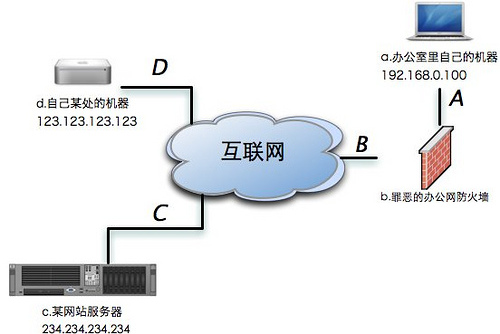 a.办公室里自己的机器
192.168.0.100
A
D
d.自己某处的机器
123.123.123.123
互联网
B
b.罪恶的办公网防火墙
C
c.某网站服务器
234.234.234.234